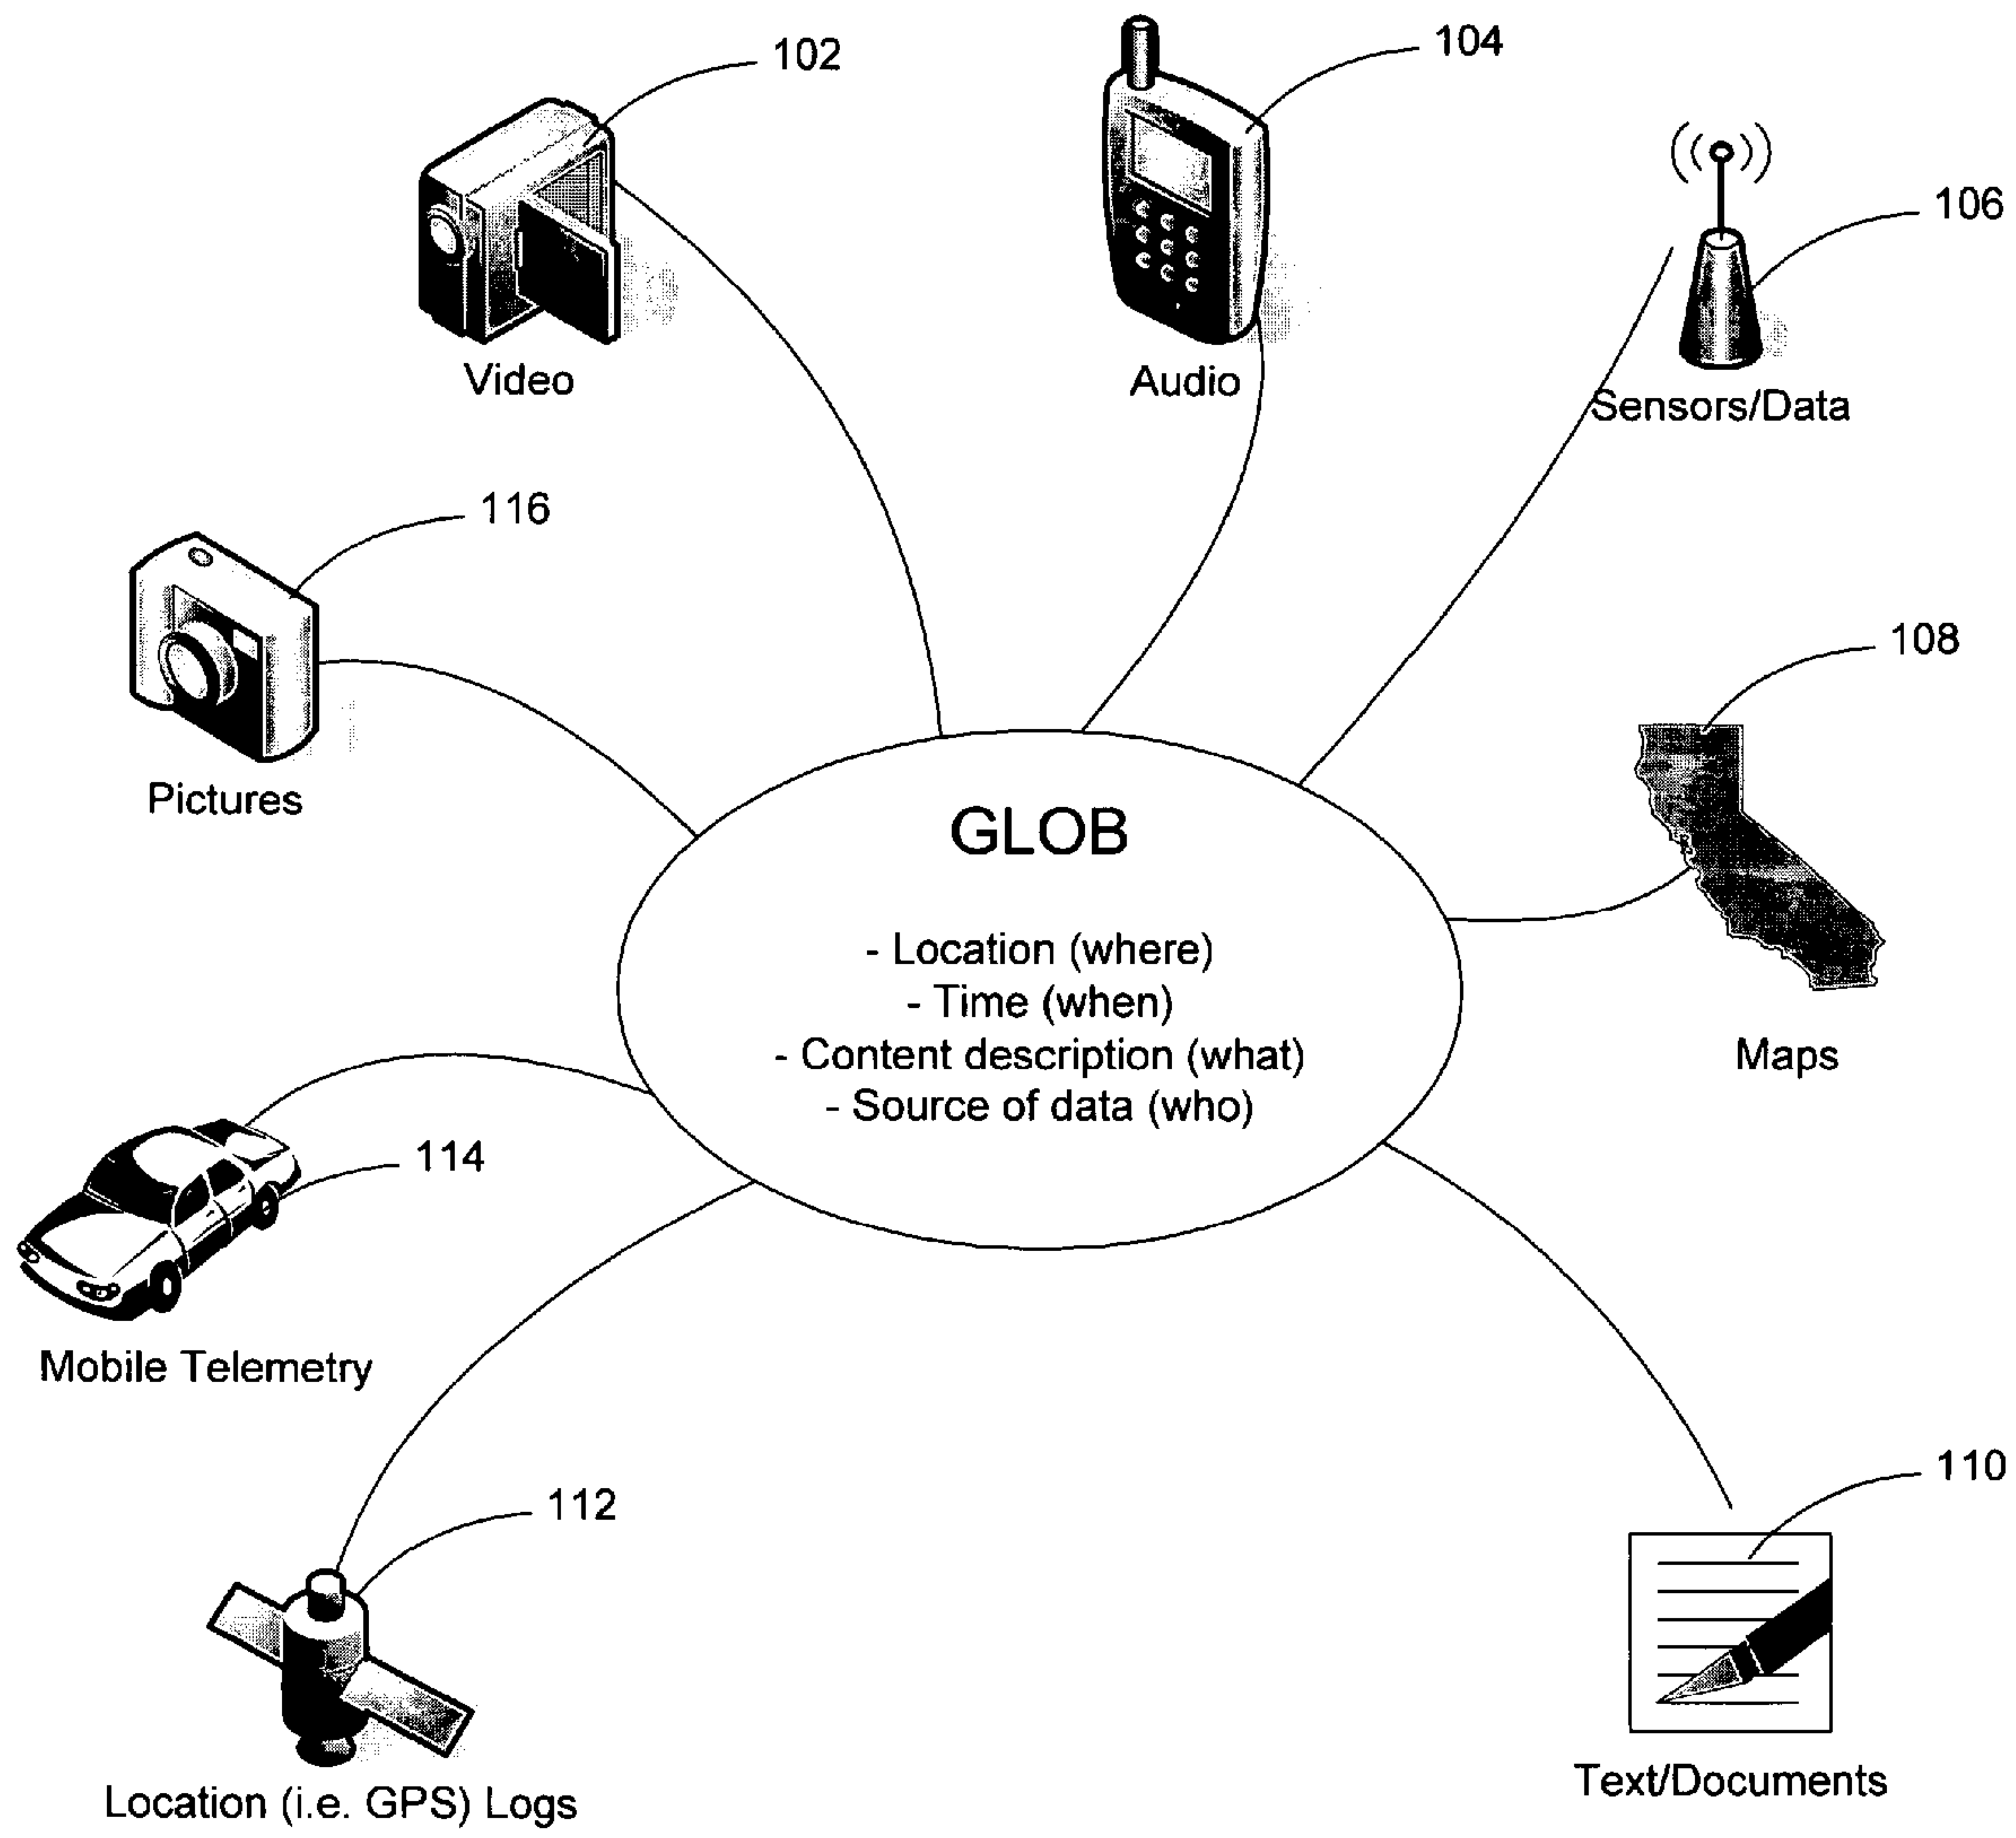 102
104
106
Video
Audio
Sensors/Data
116
108
Pictures
GLOB
- Location (where)
- Time (when)
- Content description (what)
- Source of data (who)
Maps
114
Mobile Telemetry
112
110
Location (i.e. GPS) Logs
Text/Documents